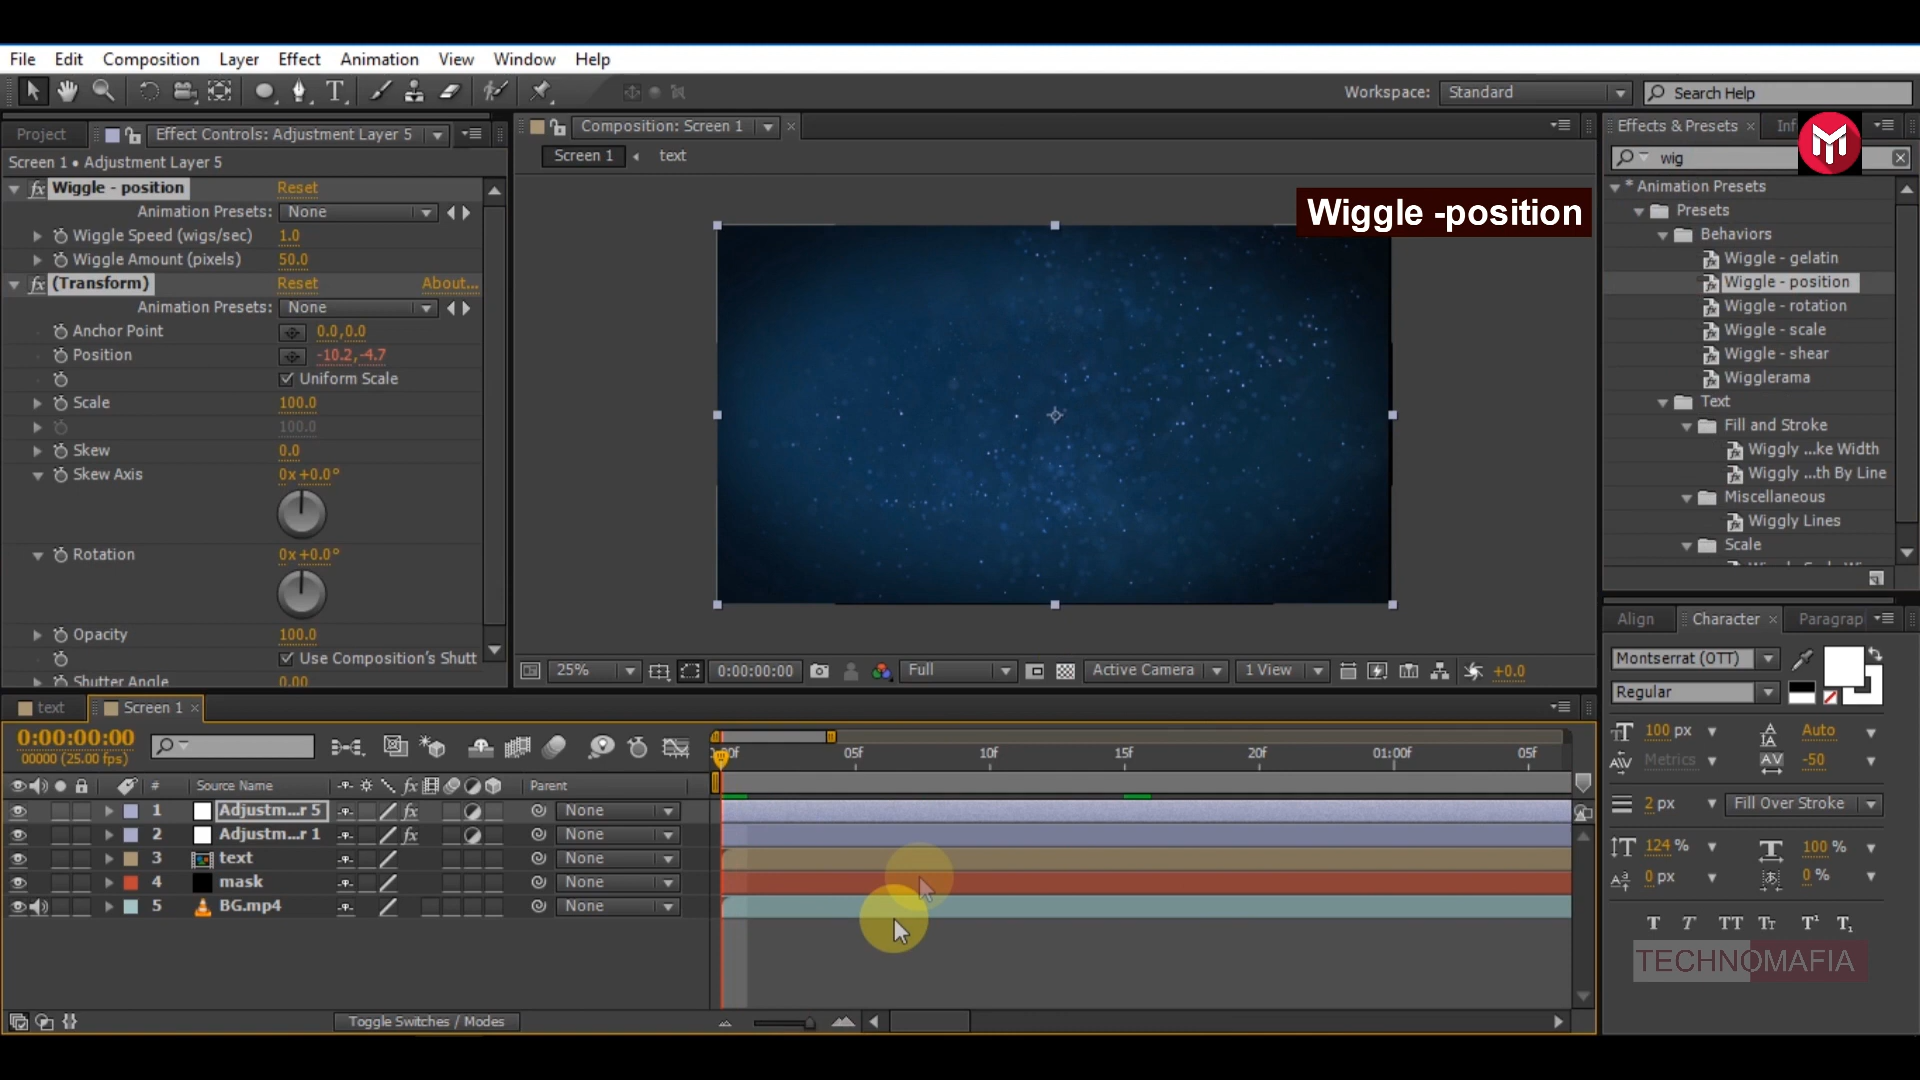 File Edit Composition Layer Effect Animation View Window Help
Workspace: Standard Search Help
Project Effect Controls: Adjustment Layer 5
Screen 1 • Adjustment Layer 5
Wiggle - position Reset
Animation Presets: None
Wiggle Speed (wigs/sec) 1.0
Wiggle Amount (pixels) 50.0
(Transform) Reset About...
Animation Presets: None
Anchor Point 0.0,0.0
Position -10.2,-4.7
Uniform Scale
Scale 100.0
100.0
Skew 0.0
Skew Axis 0x+0.0°
Rotation 0x+0.0°
Opacity 100.0
Use Composition's Shutt
Shutter Angle 0.00
Composition: Screen 1
Screen 1 text
Wiggle -position
25% 0:00:00:00 Full Active Camera 1 View +0.0
Effects & Presets Inf
wig
* Animation Presets
Presets
Behaviors
Wiggle - gelatin
Wiggle - position
Wiggle - rotation
Wiggle - scale
Wiggle - shear
Wigglerama
Text
Fill and Stroke
Wiggly ...ke Width
Wiggly ...th By Line
Miscellaneous
Wiggly Lines
Scale
Align Character Paragrap
Montserrat (OTT)
Regular
100 px Auto
Metrics -50
2 px Fill Over Stroke
124 % 100 %
0 px 0 %
T T TT Tт T¹ T₁
TECHNOMAFIA
text Screen 1
0:00:00:00
00000 (25.00 fps)
:00f 05f 10f 15f 20f 01:00f 05f
# Source Name fx Parent
1 Adjustm...r 5 fx None
2 Adjustm...r 1 fx None
3 text None
4 mask None
5 BG.mp4 None
Toggle Switches / Modes